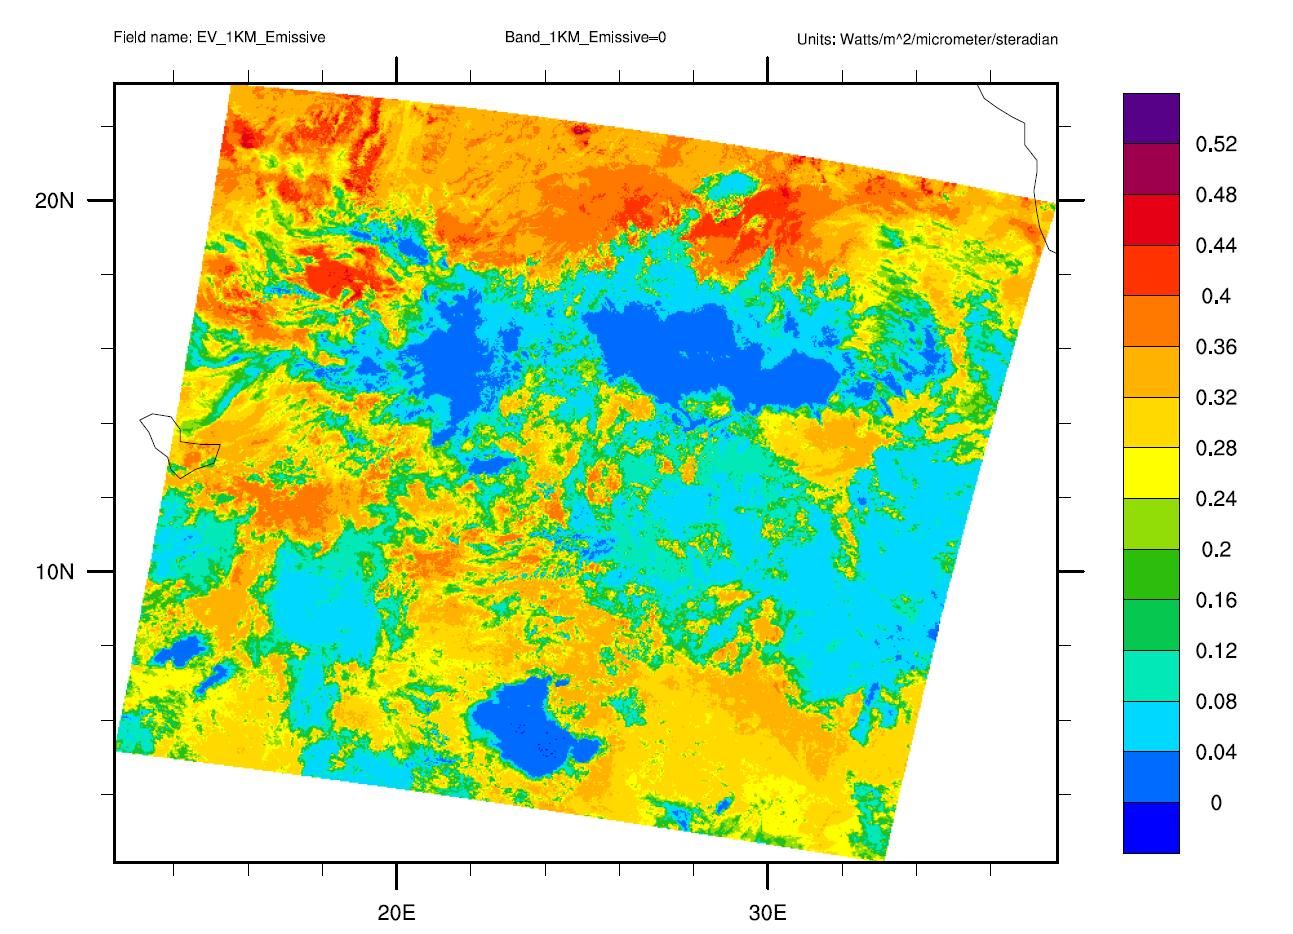 Field name: EV_1KM_Emissive
Band_1KM_Emissive=0
Units: Watts/m^2/micrometer/steradian
20N
10N
20E
30E
0.52
0.48
0.44
0.4
0.36
0.32
0.28
0.24
0.2
0.16
0.12
0.08
0.04
0